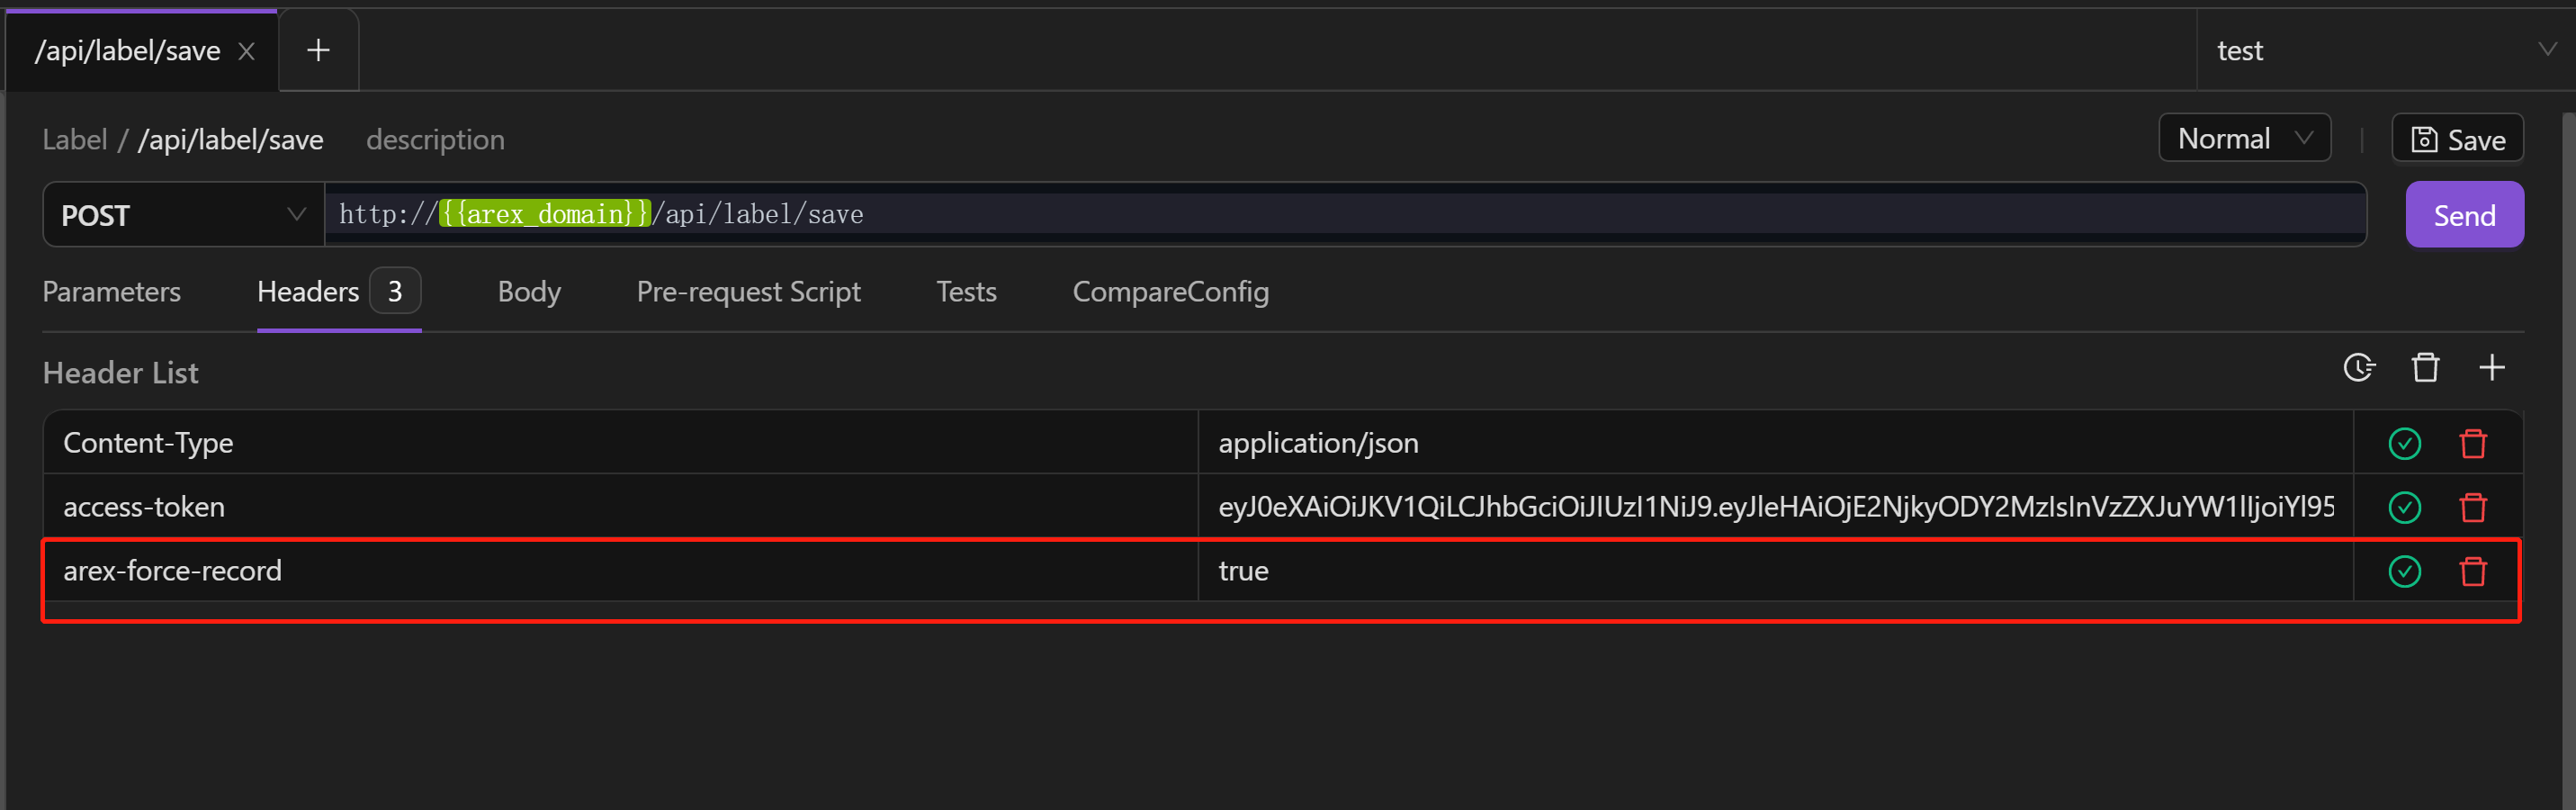 /api/label/save
test
Label / /api/label/save description
Normal
Save
POST
http://{{arex_domain}}/api/label/save
Send
Parameters
Headers 3
Body
Pre-request Script
Tests
CompareConfig
Header List
Content-Type application/json
access-token eyJ0eXAiOiJKV1QiLCJhbGciOiJIUzI1NiJ9.eyJleHAiOjE2NjkyODY2MzIsInVzZXJuYW1lIjoiYl95
arex-force-record true